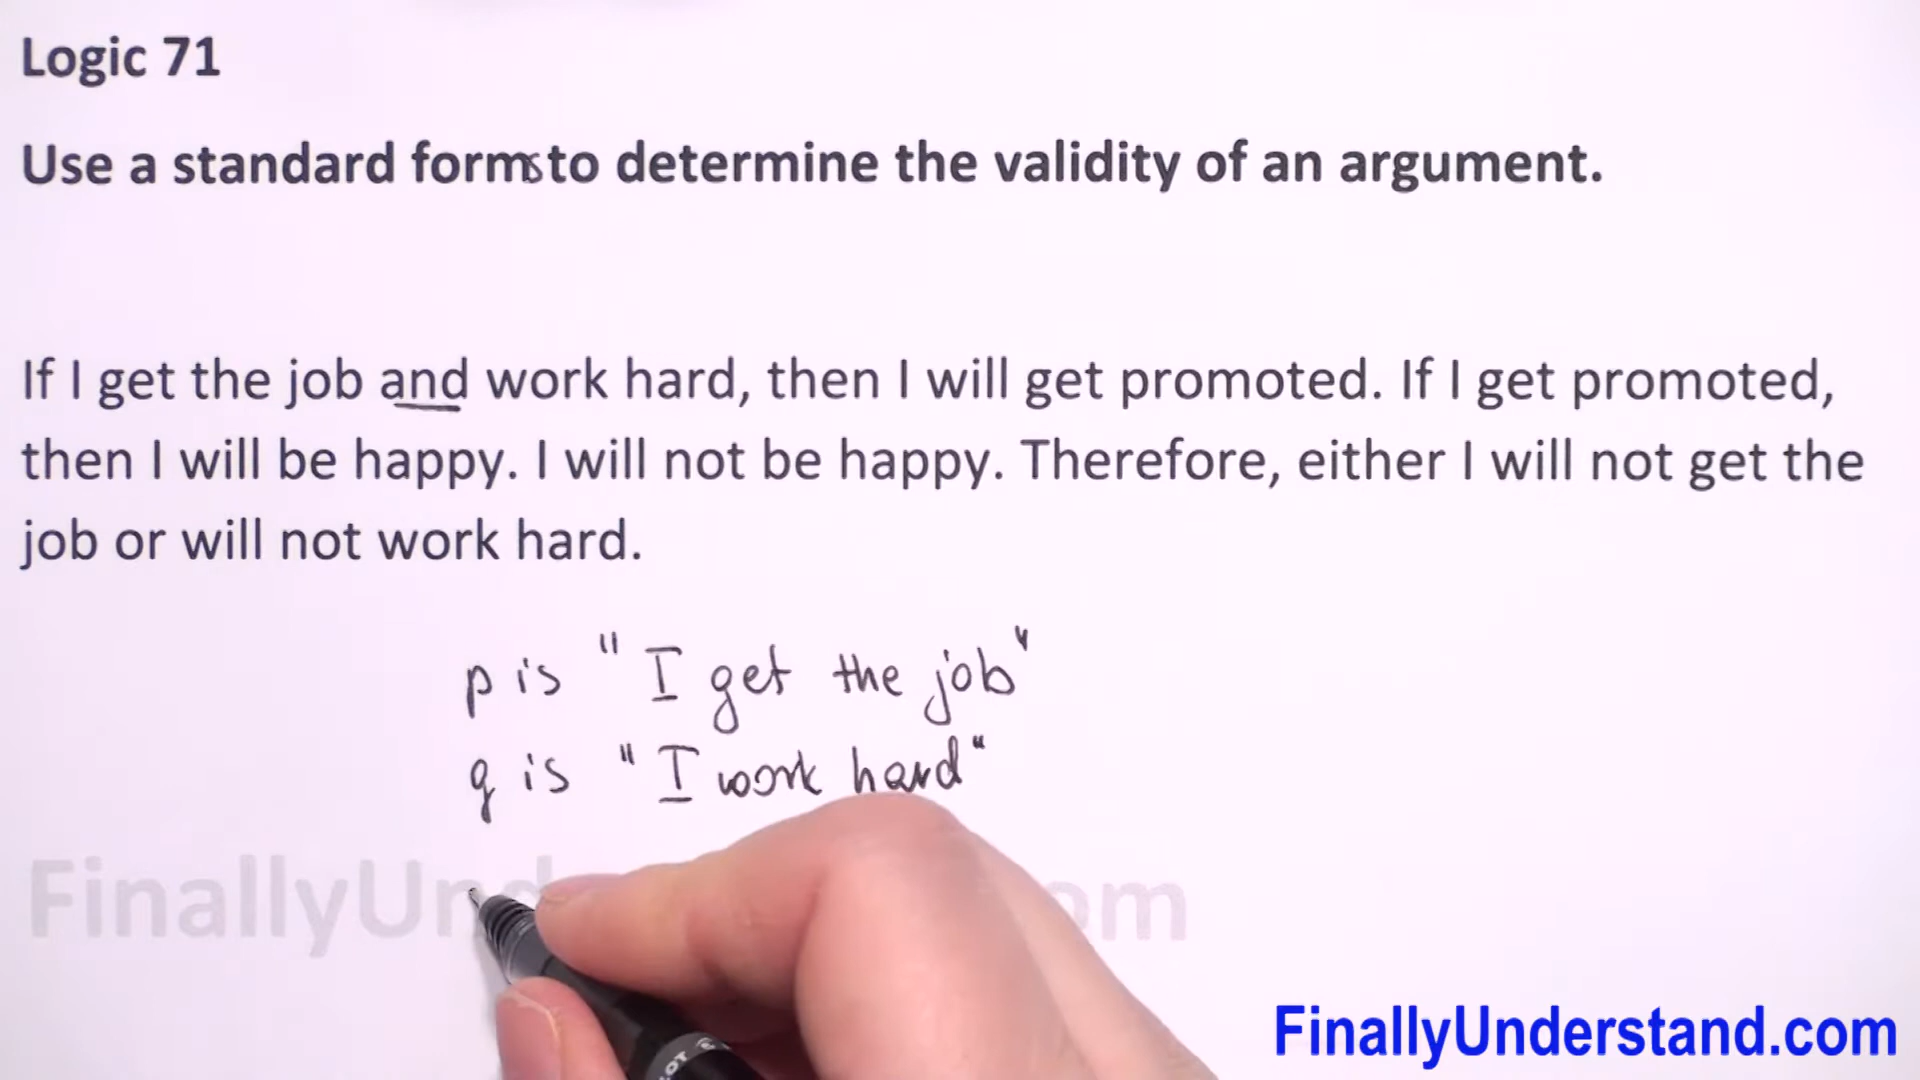 Logic 71
Use a standard forms to determine the validity of an argument.
If I get the job and work hard, then I will get promoted. If I get promoted,
then I will be happy. I will not be happy. Therefore, either I will not get the
job or will not work hard.
p is "I get the job"
q is "I work hard"
FinallyUnd om
FinallyUnderstand.com